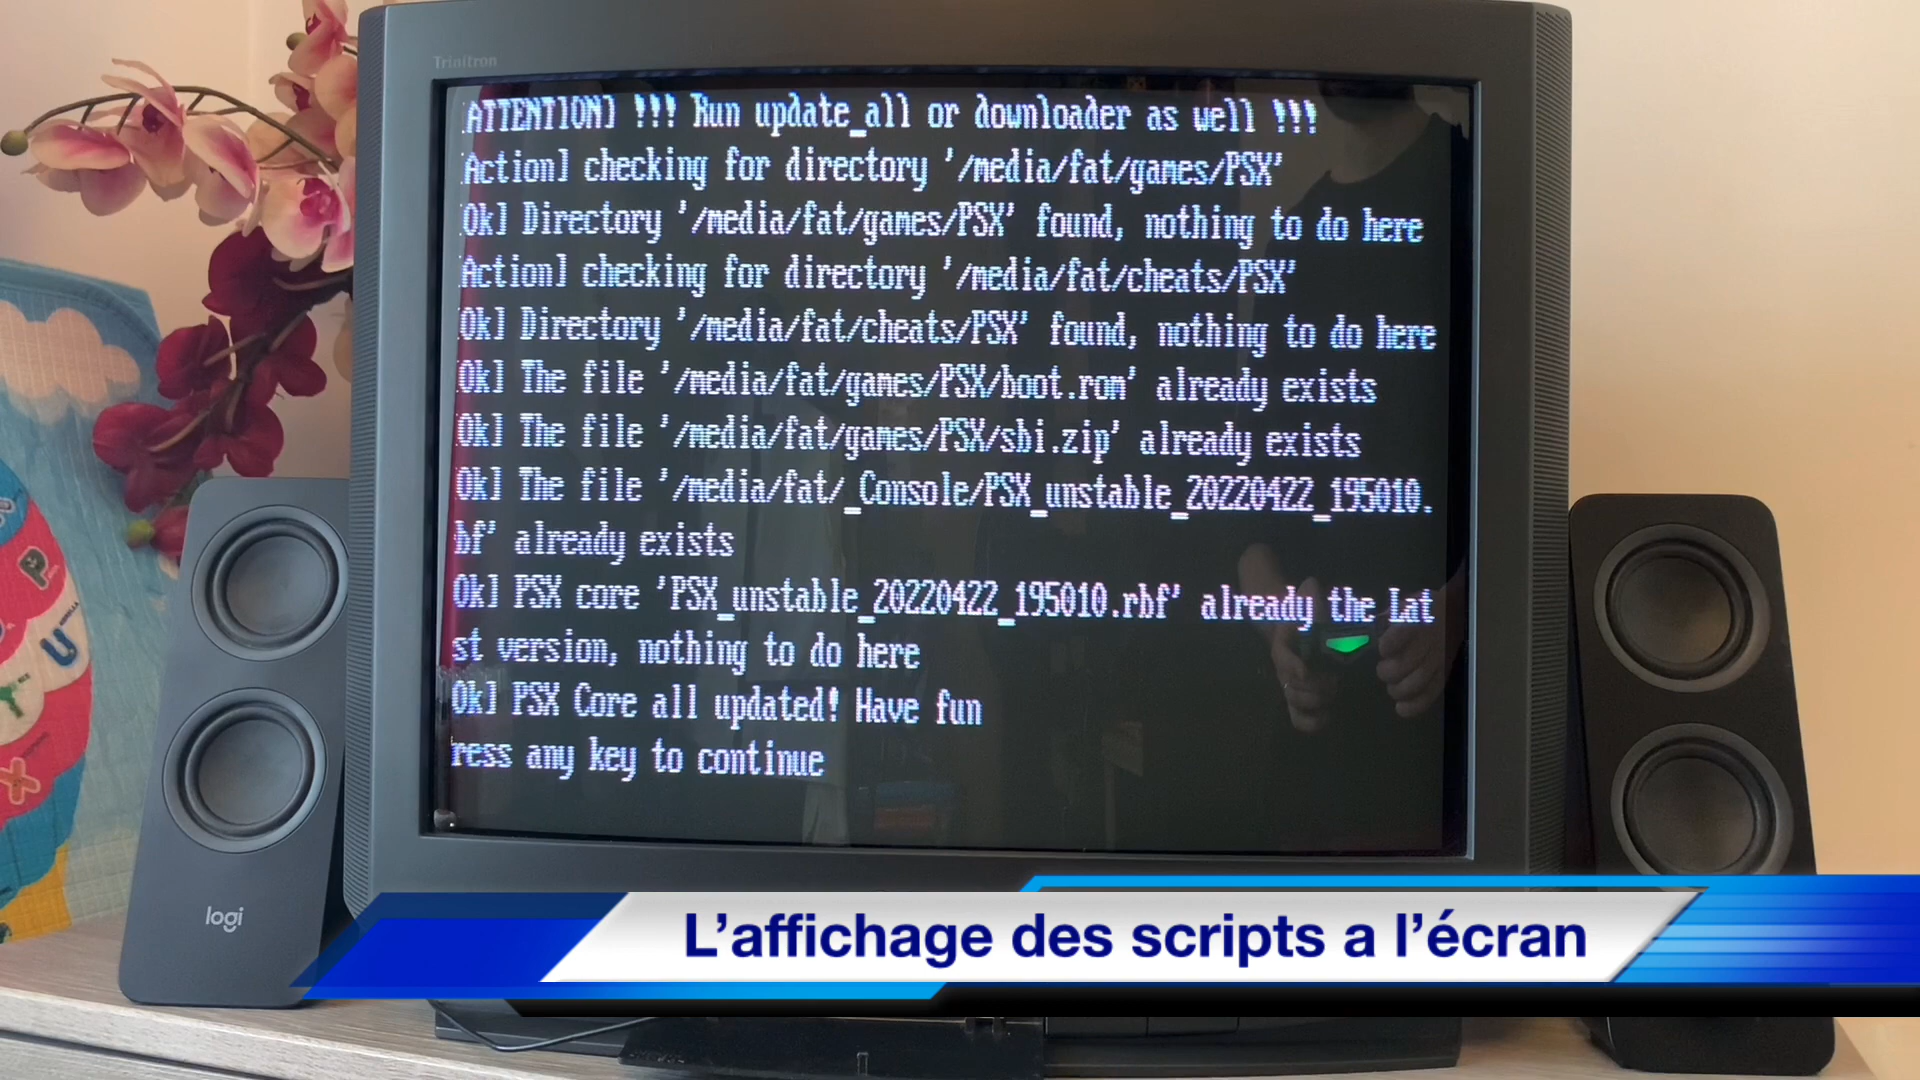 Trinitron
ATTENTION] !!! Run update_all or downloader as well !!!
[Action] checking for directory '/media/fat/games/PSX'
[Ok] Directory '/media/fat/games/PSX' found, nothing to do here
[Action] checking for directory '/media/fat/cheats/PSX'
[Ok] Directory '/media/fat/cheats/PSX' found, nothing to do here
[Ok] The file '/media/fat/games/PSX/boot.rom' already exists
[Ok] The file '/media/fat/games/PSX/sbi.zip' already exists
[Ok] The file '/media/fat/_Console/PSX_unstable_20220422_195010.
bf' already exists
Ok] PSX core 'PSX_unstable_20220422_195010.rbf' already the Lat
st version, nothing to do here
Ok] PSX Core all updated! Have fun
ress any key to continue
logi
L'affichage des scripts a l'écran
P
U
X